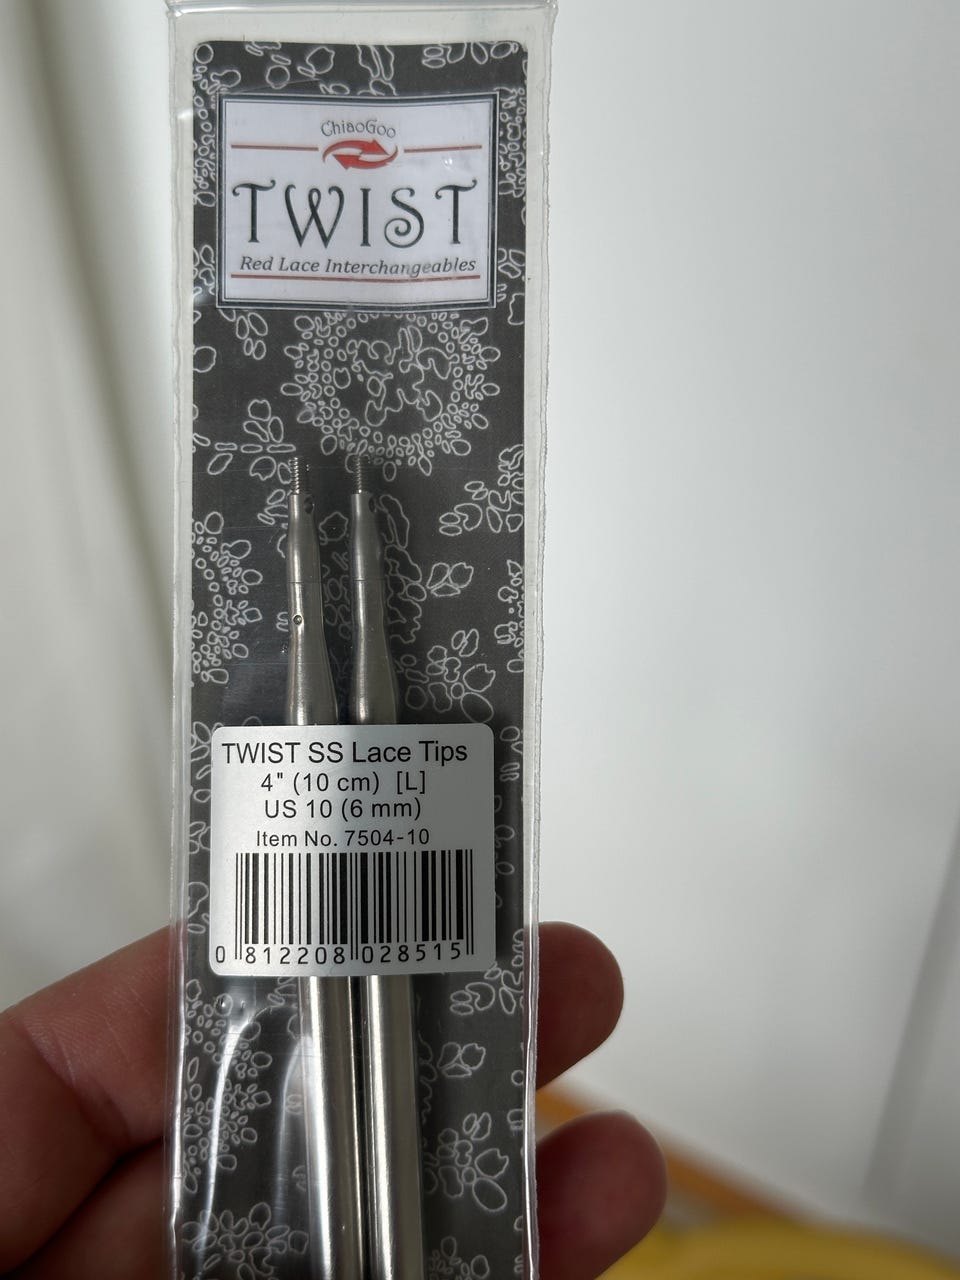 ChiaoGoo
TWIST
Red Lace Interchangeables
TWIST SS Lace Tips
4" (10 cm) [L]
US 10 (6 mm)
Item No. 7504-10
0 812208 028515